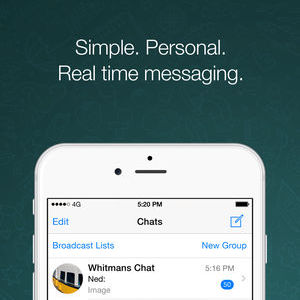 Simple. Personal.
Real time messaging.
4G 5:20 PM
Edit Chats
Broadcast Lists New Group
Whitmans Chat 5:16 PM
Ned:
Image 50